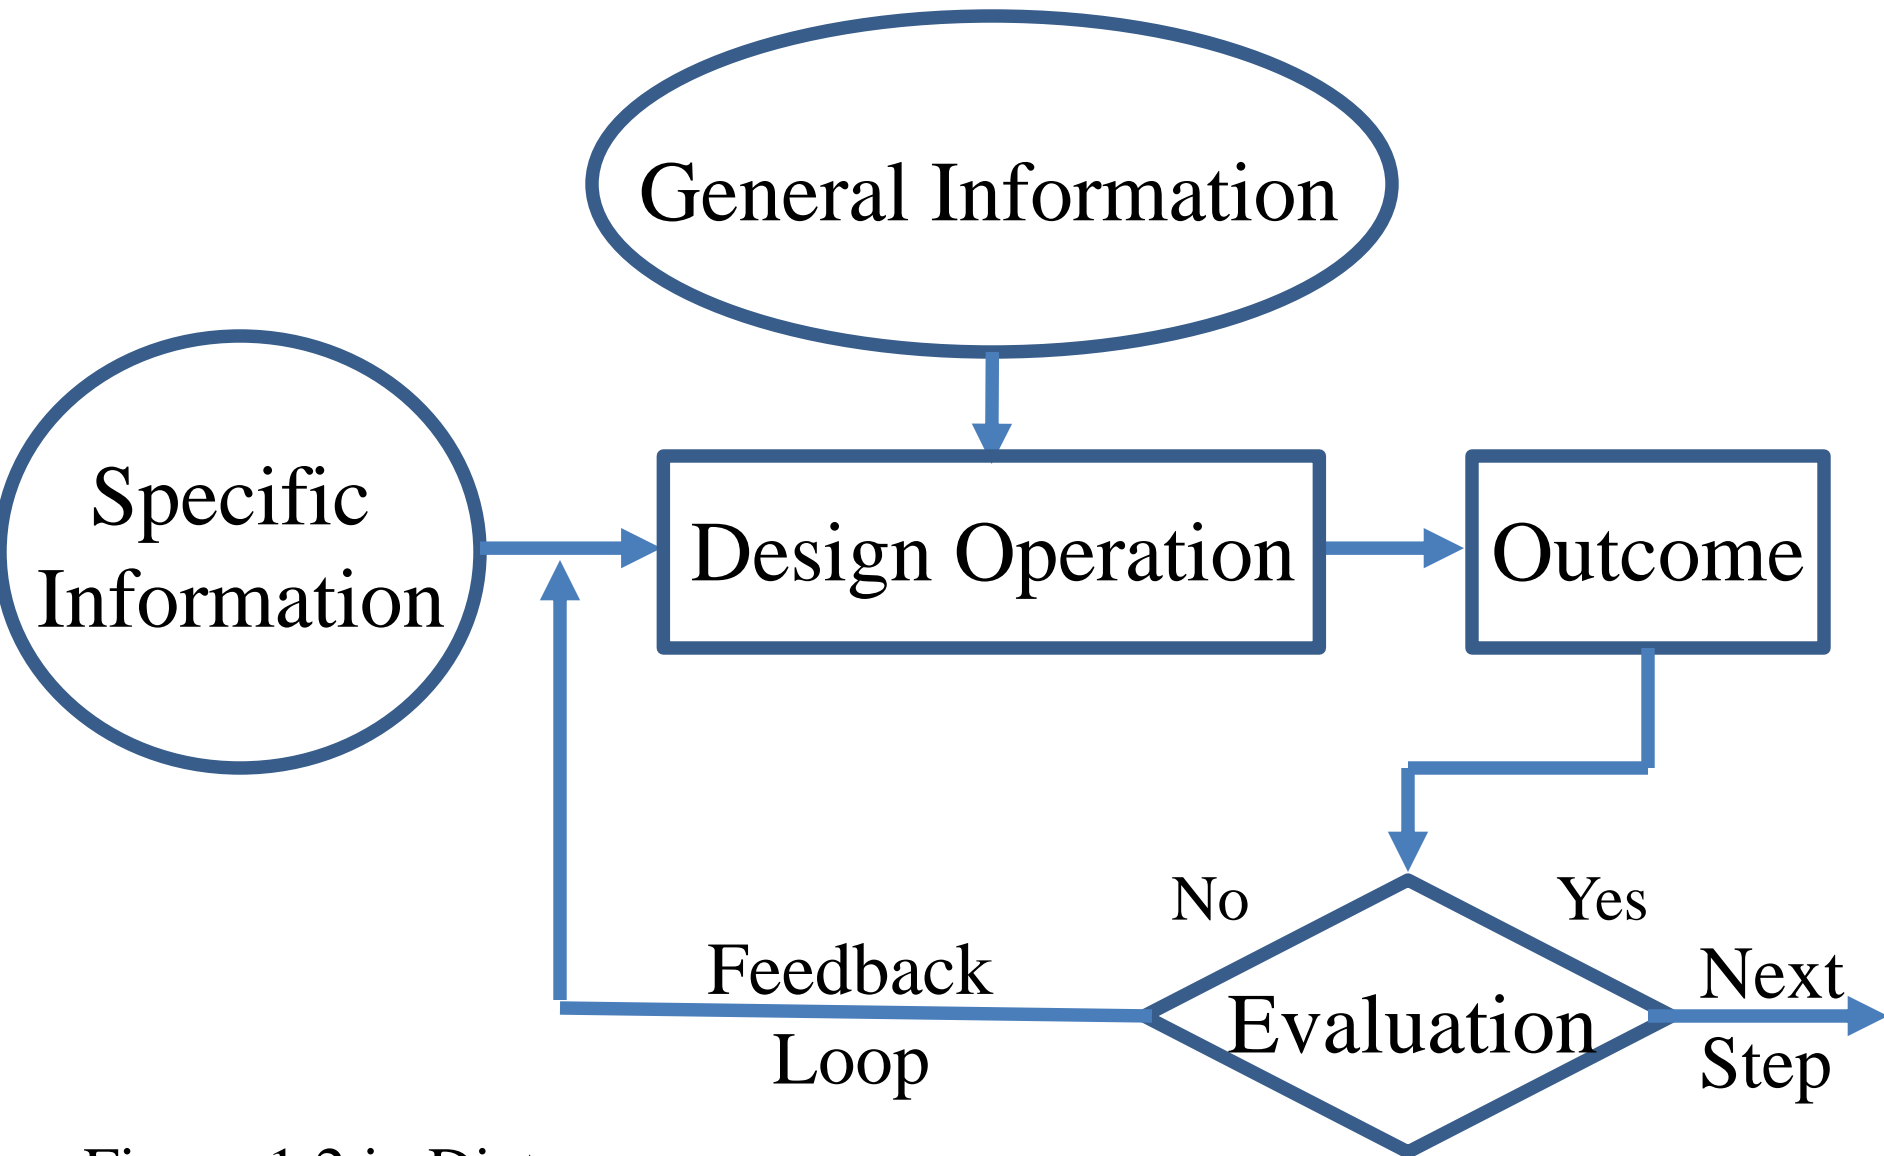 General Information
Specific
Information
Design Operation
Outcome
No
Yes
Feedback
Loop
Evaluation
Next
Step